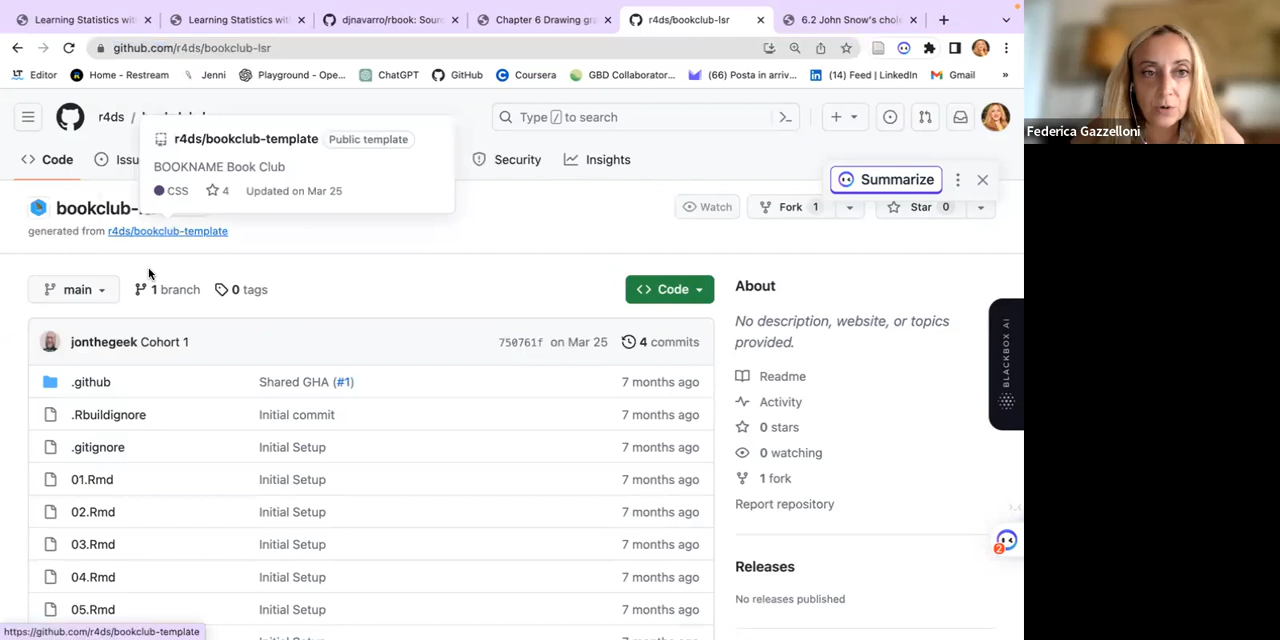 Learning Statistics wit
Learning Statistics wit
djnavarro/rbook: Sour
Chapter 6 Drawing gra
r4ds/bookclub-lsr
6.2 John Snow's chol
github.com/r4ds/bookclub-lsr
LT Editor
Home - Restream
Jenni
Playground - Ope...
ChatGPT
GitHub
Coursera
GBD Collaborator...
(66) Posta in arriv...
(14) Feed | LinkedIn
Gmail
»
r4ds /
Type / to search
r4ds/bookclub-template Public template
BOOKNAME Book Club
CSS 4 Updated on Mar 25
Code
Issu
Security
Insights
Summarize
bookclub-
Watch
Fork 1
Star 0
generated from r4ds/bookclub-template
main
1 branch
0 tags
Code
jonthegeek Cohort 1
750761f on Mar 25
4 commits
.github Shared GHA (#1) 7 months ago
.Rbuildignore Initial commit 7 months ago
.gitignore Initial Setup 7 months ago
01.Rmd Initial Setup 7 months ago
02.Rmd Initial Setup 7 months ago
03.Rmd Initial Setup 7 months ago
04.Rmd Initial Setup 7 months ago
05.Rmd Initial Setup 7 months ago
About
No description, website, or topics
provided.
Readme
Activity
0 stars
0 watching
1 fork
Report repository
Releases
No releases published
BLACKBOX AI
2
https://github.com/r4ds/bookclub-template
Federica Gazzelloni